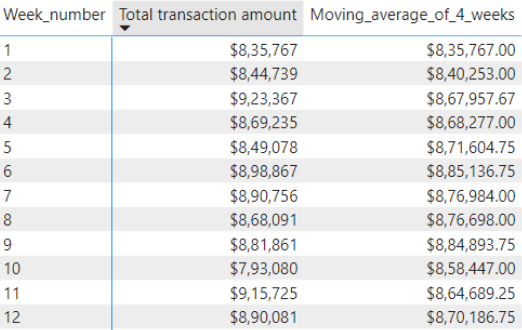 Week_number Total transaction amount Moving_average_of_4_weeks
1 $8,35,767 $8,35,767.00
2 $8,44,739 $8,40,253.00
3 $9,23,367 $8,67,957.67
4 $8,69,235 $8,68,277.00
5 $8,49,078 $8,71,604.75
6 $8,98,867 $8,85,136.75
7 $8,90,756 $8,76,984.00
8 $8,68,091 $8,76,698.00
9 $8,81,861 $8,84,893.75
10 $7,93,080 $8,58,447.00
11 $9,15,725 $8,64,689.25
12 $8,90,081 $8,70,186.75